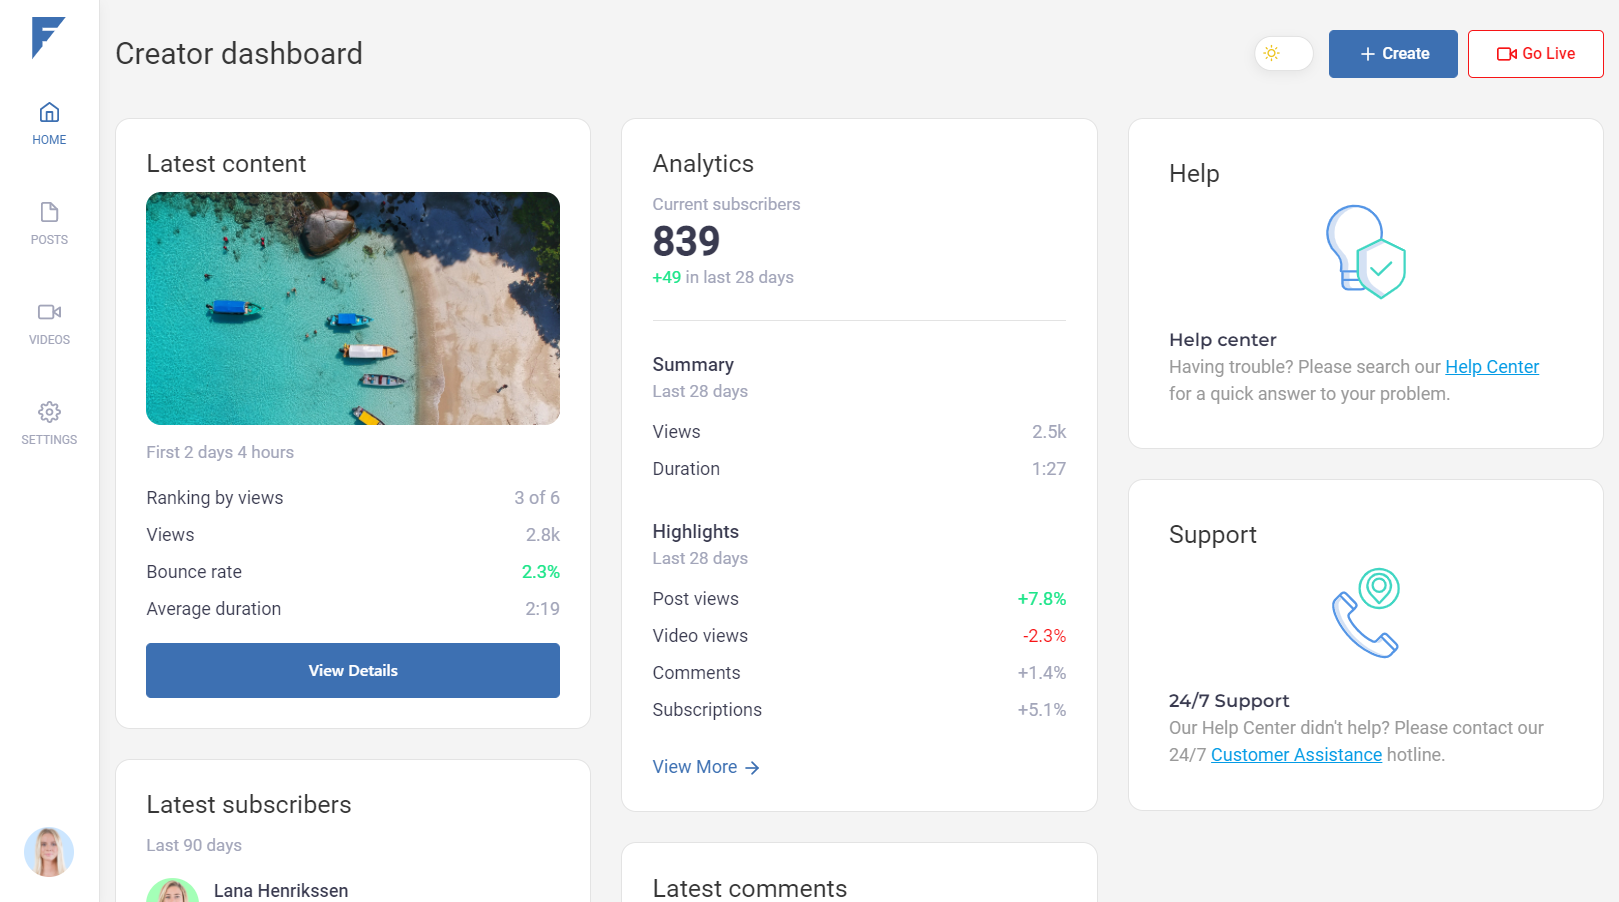 HOME
POSTS
VIDEOS
SETTINGS
Creator dashboard
Create
Go Live
Latest content
First 2 days 4 hours
Ranking by views 3 of 6
Views 2.8k
Bounce rate 2.3%
Average duration 2:19
View Details
Latest subscribers
Last 90 days
Lana Henrikssen
Analytics
Current subscribers
839
+49 in last 28 days
Summary
Last 28 days
Views 2.5k
Duration 1:27
Highlights
Last 28 days
Post views +7.8%
Video views -2.3%
Comments +1.4%
Subscriptions +5.1%
View More
Latest comments
Help
Help center
Having trouble? Please search our Help Center
for a quick answer to your problem.
Support
24/7 Support
Our Help Center didn't help? Please contact our
24/7 Customer Assistance hotline.